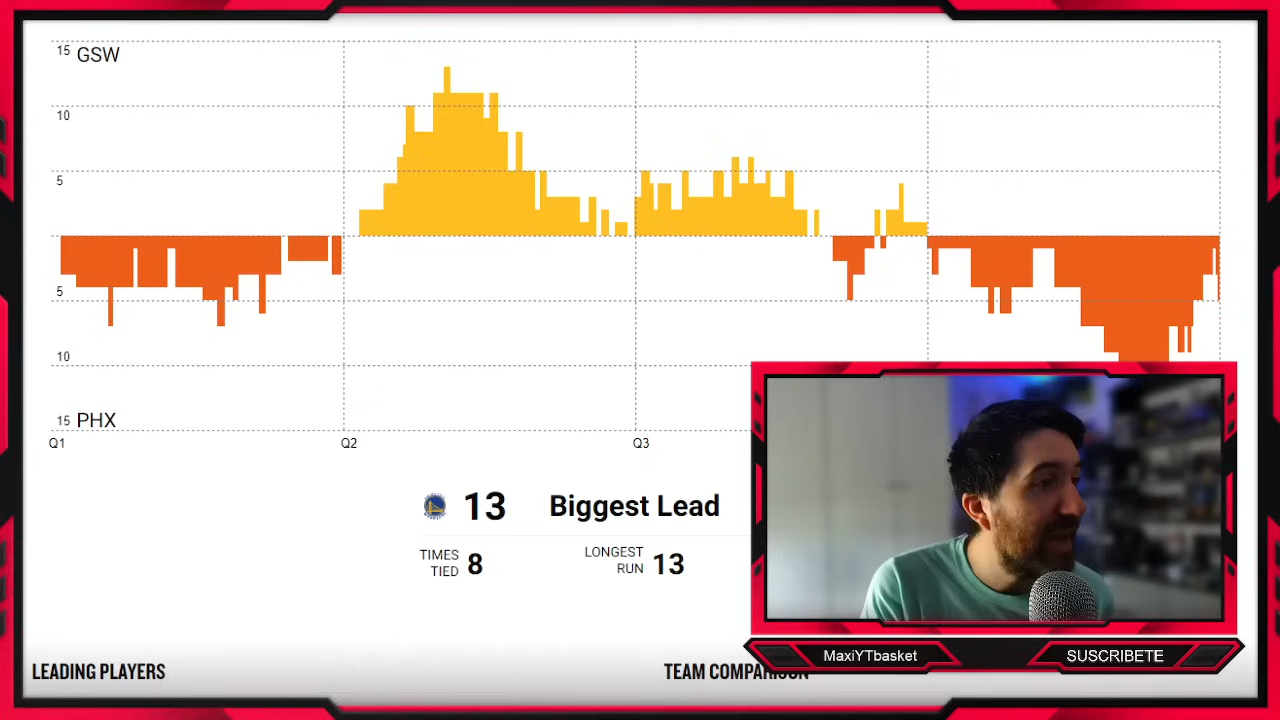 15 GSW
10
5
5
10
15 PHX
Q1 Q2 Q3
13 Biggest Lead
TIMES TIED 8 LONGEST RUN 13
LEADING PLAYERS TEAM COMPARISON
MaxiYTbasket SUSCRIBETE